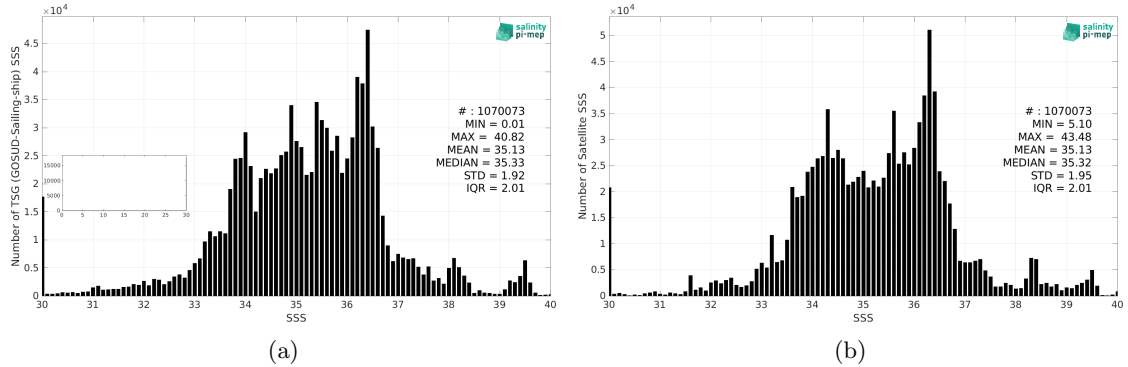 ×10⁴
4.5
4
3.5
3
2.5
2
1.5
1
0.5
0
Number of TSG (GOSUD-Sailing-ship) SSS
salinity
pi-mep
# : 1070073
MIN = 0.01
MAX = 40.82
MEAN = 35.13
MEDIAN = 35.33
STD = 1.92
IQR = 2.01
15000
10000
5000
0
0 5 10 15 20 25 30
30 31 32 33 34 35 36 37 38 39 40
SSS
(a)
×10⁴
5
4.5
4
3.5
3
2.5
2
1.5
1
0.5
0
Number of Satellite SSS
salinity
pi-mep
# : 1070073
MIN = 5.10
MAX = 43.48
MEAN = 35.13
MEDIAN = 35.32
STD = 1.95
IQR = 2.01
30 31 32 33 34 35 36 37 38 39 40
SSS
(b)